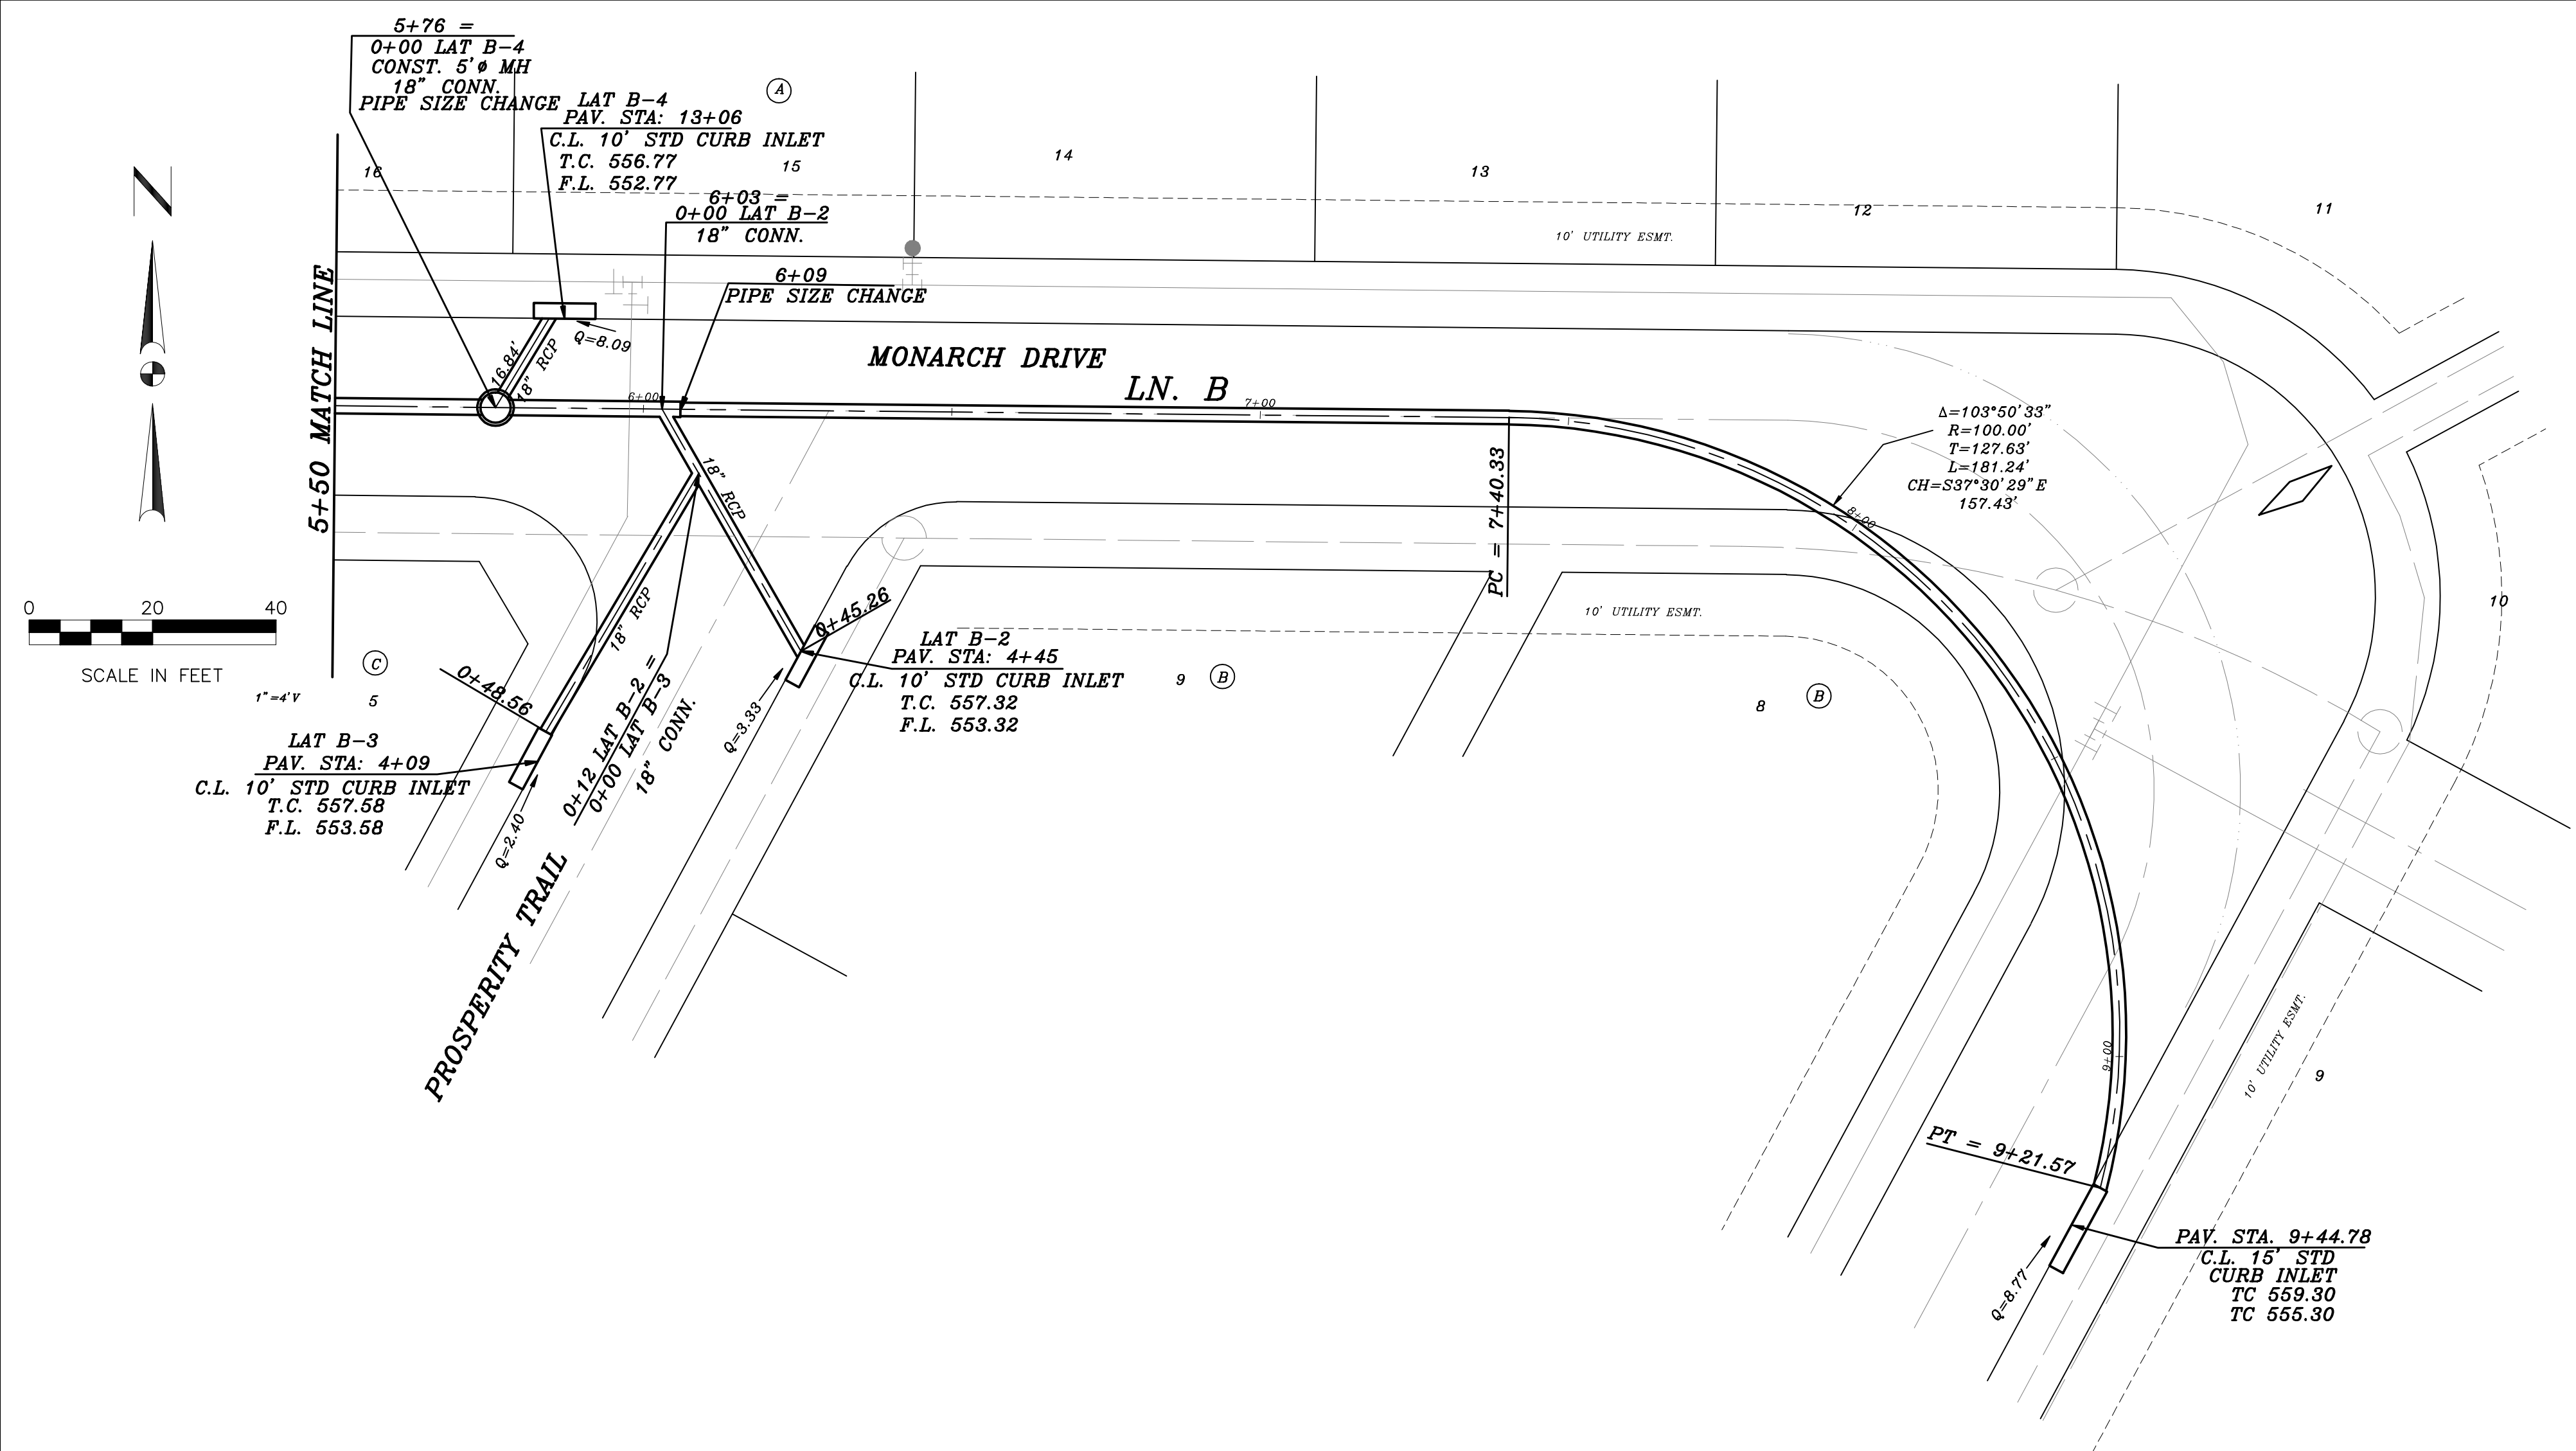 5+76 =
0+00 LAT B-4
CONST. 5'ø MH
18" CONN.
PIPE SIZE CHANGE
LAT B-4
PAV. STA: 13+06
C.L. 10' STD CURB INLET
T.C. 556.77
F.L. 552.77
A
16
15
14
13
12
11
6+03 =
0+00 LAT B-2
18" CONN.
6+09
PIPE SIZE CHANGE
10' UTILITY ESMT.
N
5+50 MATCH LINE
16.84'
18" RCP
Q=8.09
6+00
MONARCH DRIVE
LN. B
7+00
PC = 7+40.33
Δ=103°50'33"
R=100.00'
T=127.63'
L=181.24'
CH=S37°30'29"E
157.43'
8+00
18" RCP
18" RCP
0+45.26
LAT B-2
PAV. STA: 4+45
C.L. 10' STD CURB INLET
T.C. 557.32
F.L. 553.32
Q=3.33
0+12 LAT B-2 =
0+00 LAT B-3
18" CONN.
0 20 40
SCALE IN FEET
1"=4'V
C
5
0+48.56
LAT B-3
PAV. STA: 4+09
C.L. 10' STD CURB INLET
T.C. 557.58
F.L. 553.58
Q=2.40
PROSPERITY TRAIL
9
B
10' UTILITY ESMT.
8
B
10
9+00
10' UTILITY ESMT.
9
PT = 9+21.57
PAV. STA. 9+44.78
C.L. 15' STD
CURB INLET
TC 559.30
TC 555.30
Q=8.77